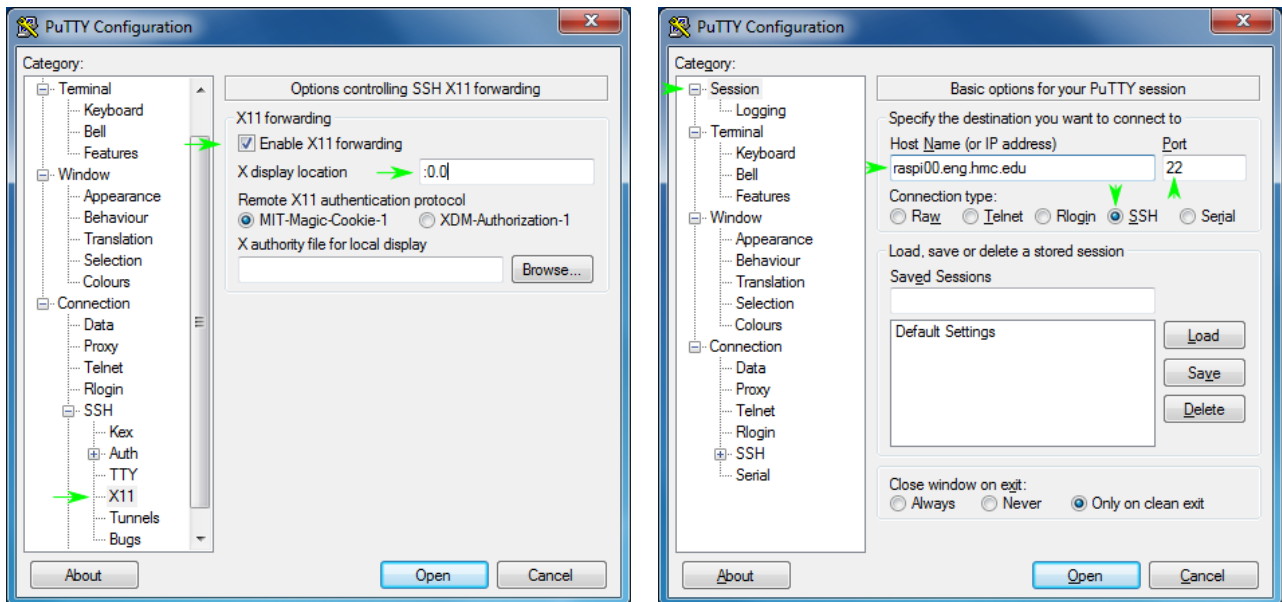 PuTTY Configuration
Category:
Terminal
Keyboard
Bell
Features
Window
Appearance
Behaviour
Translation
Selection
Colours
Connection
Data
Proxy
Telnet
Rlogin
SSH
Kex
Auth
TTY
X11
Tunnels
Bugs
Options controlling SSH X11 forwarding
X11 forwarding
Enable X11 forwarding
X display location :0.0
Remote X11 authentication protocol
MIT-Magic-Cookie-1 XDM-Authorization-1
X authority file for local display
Browse...
About Open Cancel
PuTTY Configuration
Category:
Session
Logging
Terminal
Keyboard
Bell
Features
Window
Appearance
Behaviour
Translation
Selection
Colours
Connection
Data
Proxy
Telnet
Rlogin
SSH
Serial
Basic options for your PuTTY session
Specify the destination you want to connect to
Host Name (or IP address) Port
raspi00.eng.hmc.edu 22
Connection type:
Raw Telnet Rlogin SSH Serial
Load, save or delete a stored session
Saved Sessions
Default Settings
Load
Save
Delete
Close window on exit:
Always Never Only on clean exit
About Open Cancel